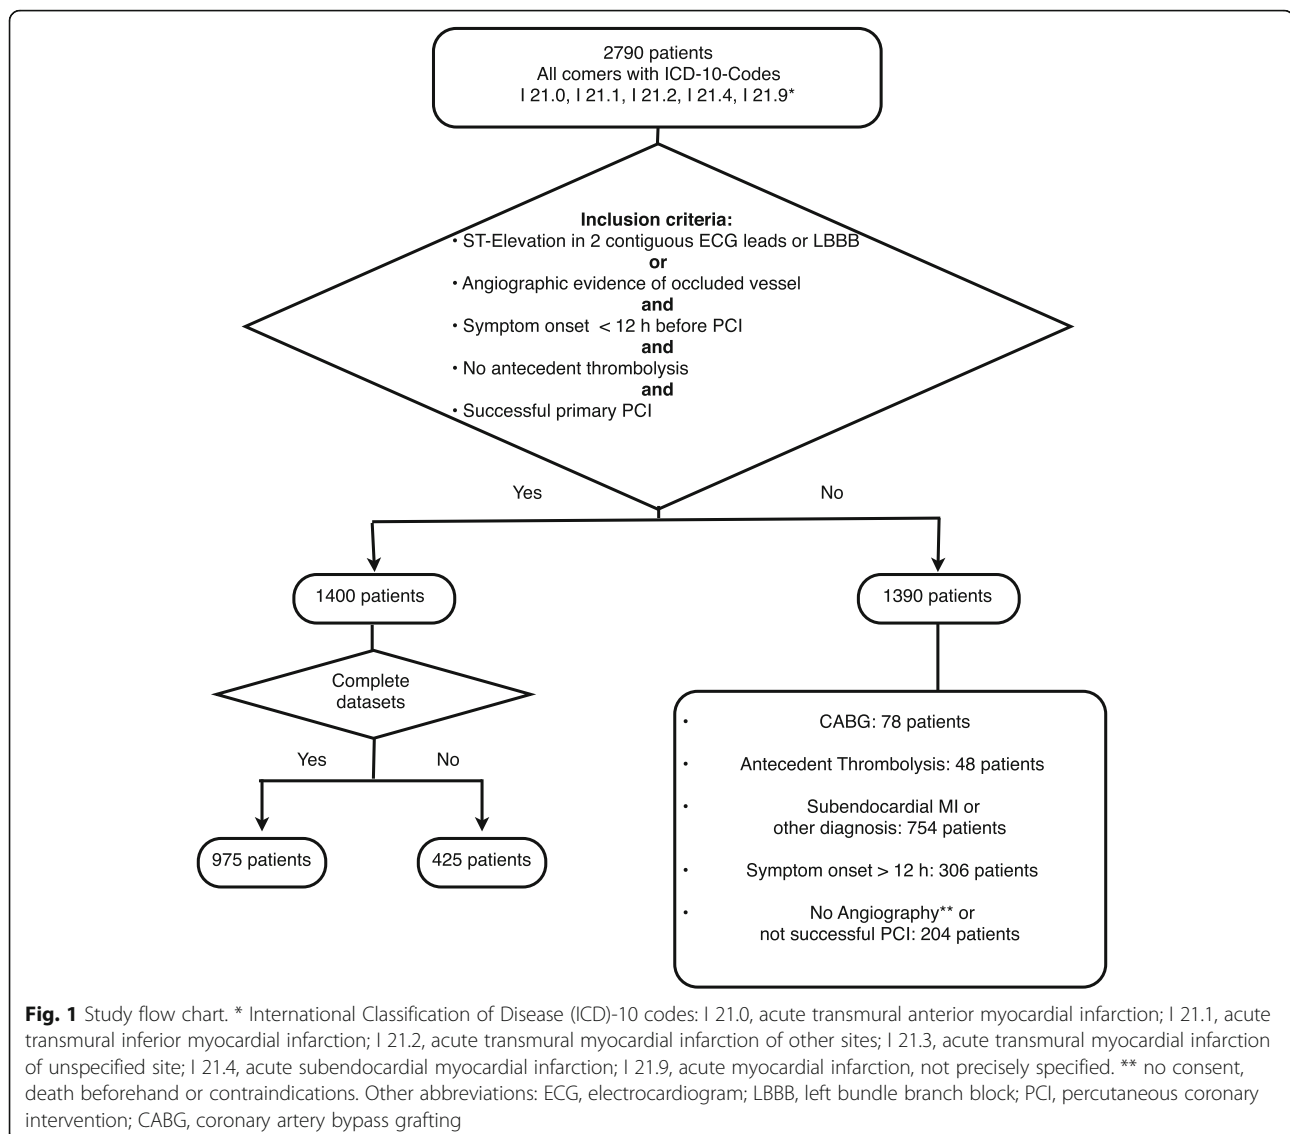 2790 patients
All comers with ICD-10-Codes
I 21.0, I 21.1, I 21.2, I 21.4, I 21.9*
Inclusion criteria:
• ST-Elevation in 2 contiguous ECG leads or LBBB
or
• Angiographic evidence of occluded vessel
and
• Symptom onset < 12 h before PCI
and
• No antecedent thrombolysis
and
• Successful primary PCI
Yes
No
1400 patients
1390 patients
Complete
datasets
Yes
No
975 patients
425 patients
• CABG: 78 patients
• Antecedent Thrombolysis: 48 patients
• Subendocardial MI or
other diagnosis: 754 patients
• Symptom onset > 12 h: 306 patients
• No Angiography** or
not successful PCI: 204 patients
Fig. 1 Study flow chart. * International Classification of Disease (ICD)-10 codes: I 21.0, acute transmural anterior myocardial infarction; I 21.1, acute
transmural inferior myocardial infarction; I 21.2, acute transmural myocardial infarction of other sites; I 21.3, acute transmural myocardial infarction
of unspecified site; I 21.4, acute subendocardial myocardial infarction; I 21.9, acute myocardial infarction, not precisely specified. ** no consent,
death beforehand or contraindications. Other abbreviations: ECG, electrocardiogram; LBBB, left bundle branch block; PCI, percutaneous coronary
intervention; CABG, coronary artery bypass grafting